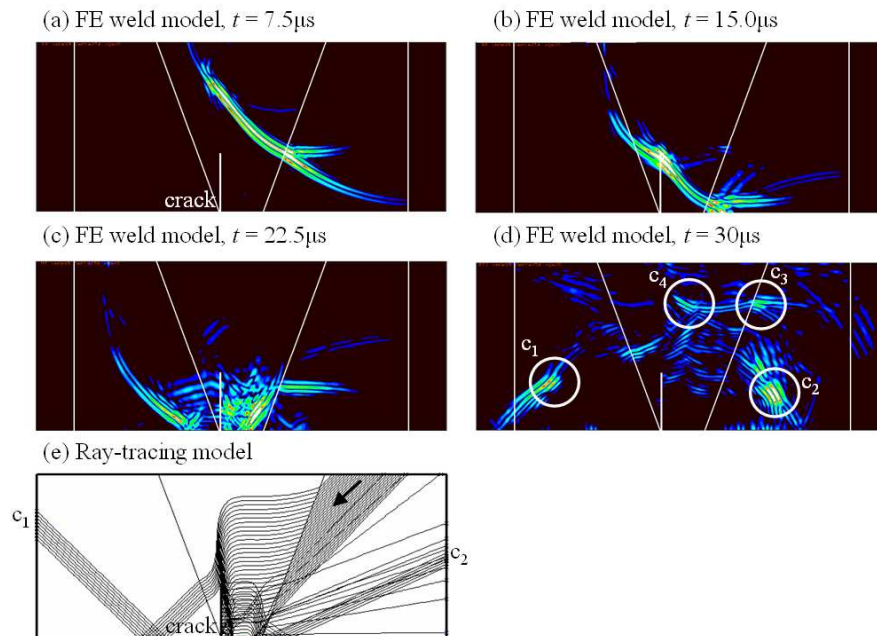 (a) FE weld model, t = 7.5μs
(b) FE weld model, t = 15.0μs
crack
(c) FE weld model, t = 22.5μs
(d) FE weld model, t = 30μs
c4
c3
c1
c2
(e) Ray-tracing model
c1
c2
crack